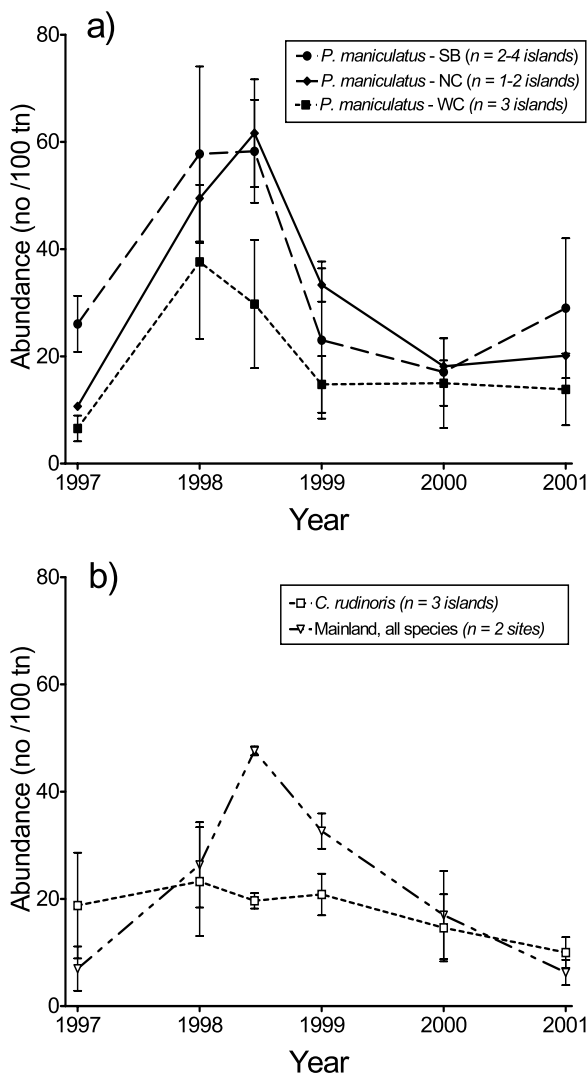 a)
80
60
40
20
0
Abundance (no /100 tn)
P. maniculatus - SB (n = 2-4 islands)
P. maniculatus - NC (n = 1-2 islands)
P. maniculatus - WC (n = 3 islands)
1997 1998 1999 2000 2001
Year
b)
80
60
40
20
0
Abundance (no /100 tn)
C. rudinoris (n = 3 islands)
Mainland, all species (n = 2 sites)
1997 1998 1999 2000 2001
Year